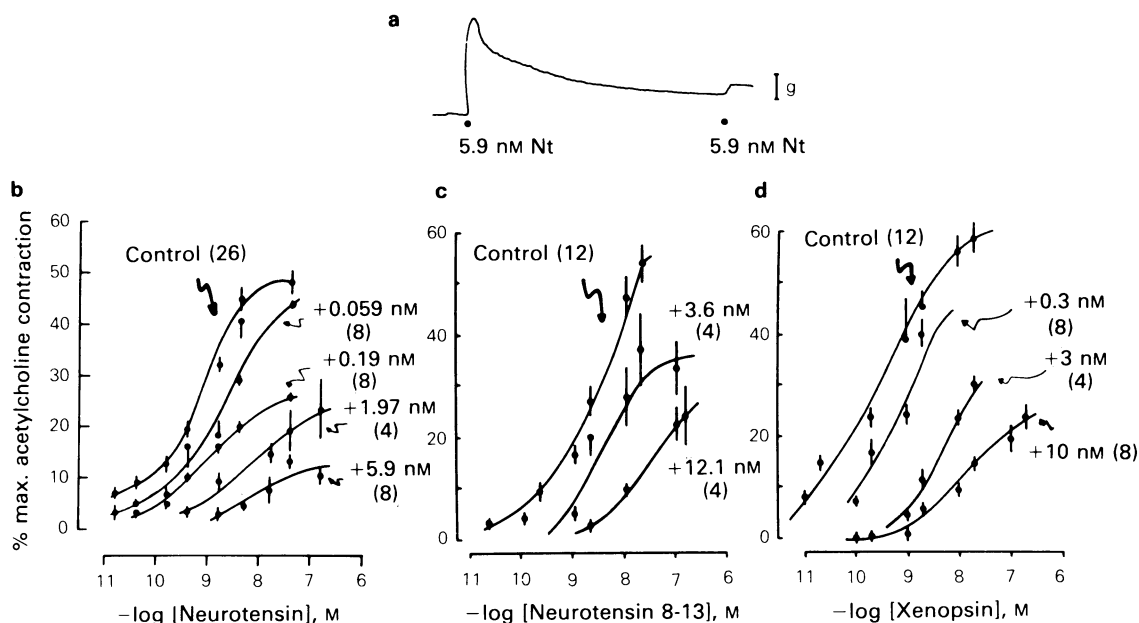 a
g
5.9 nM Nt
5.9 nM Nt
b
c
d
% max. acetylcholine contraction
60
50
40
30
20
10
0
Control (26)
+0.059 nM
(8)
+0.19 nM
(8)
+1.97 nM
(4)
+5.9 nM
(8)
11 10 9 8 7 6
−log [Neurotensin], M
60
40
20
0
Control (12)
+3.6 nM
(4)
+12.1 nM
(4)
11 10 9 8 7 6
−log [Neurotensin 8-13], M
60
40
20
0
Control (12)
+0.3 nM
(8)
+3 nM
(4)
+10 nM (8)
11 10 9 8 7 6
−log [Xenopsin], M